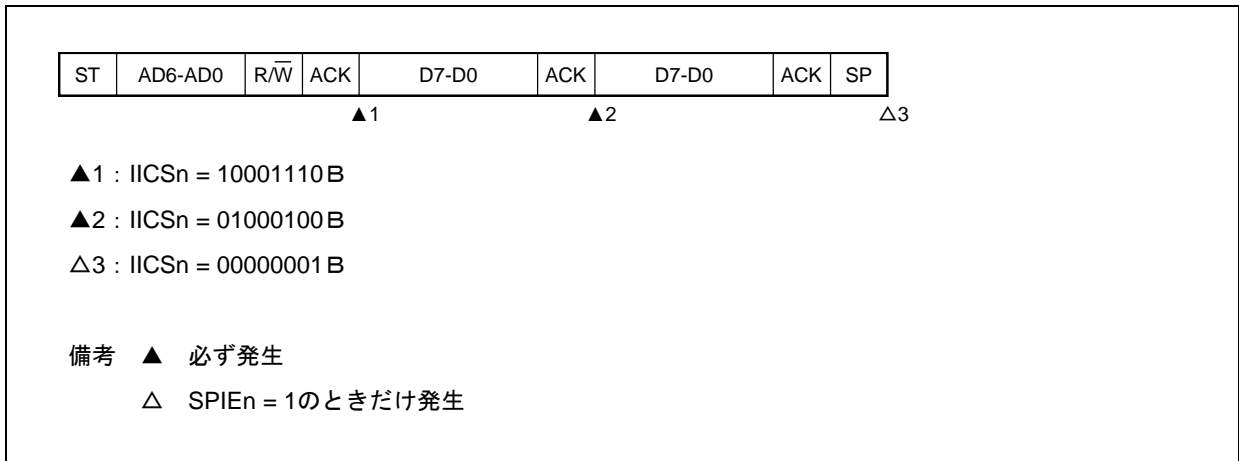 ST AD6-AD0 R/W̅ ACK D7-D0 ACK D7-D0 ACK SP
▲1 ▲2 △3
▲1：IICSn = 10001110B
▲2：IICSn = 01000100B
△3：IICSn = 00000001B
備考 ▲ 必ず発生
△ SPIEn = 1のときだけ発生